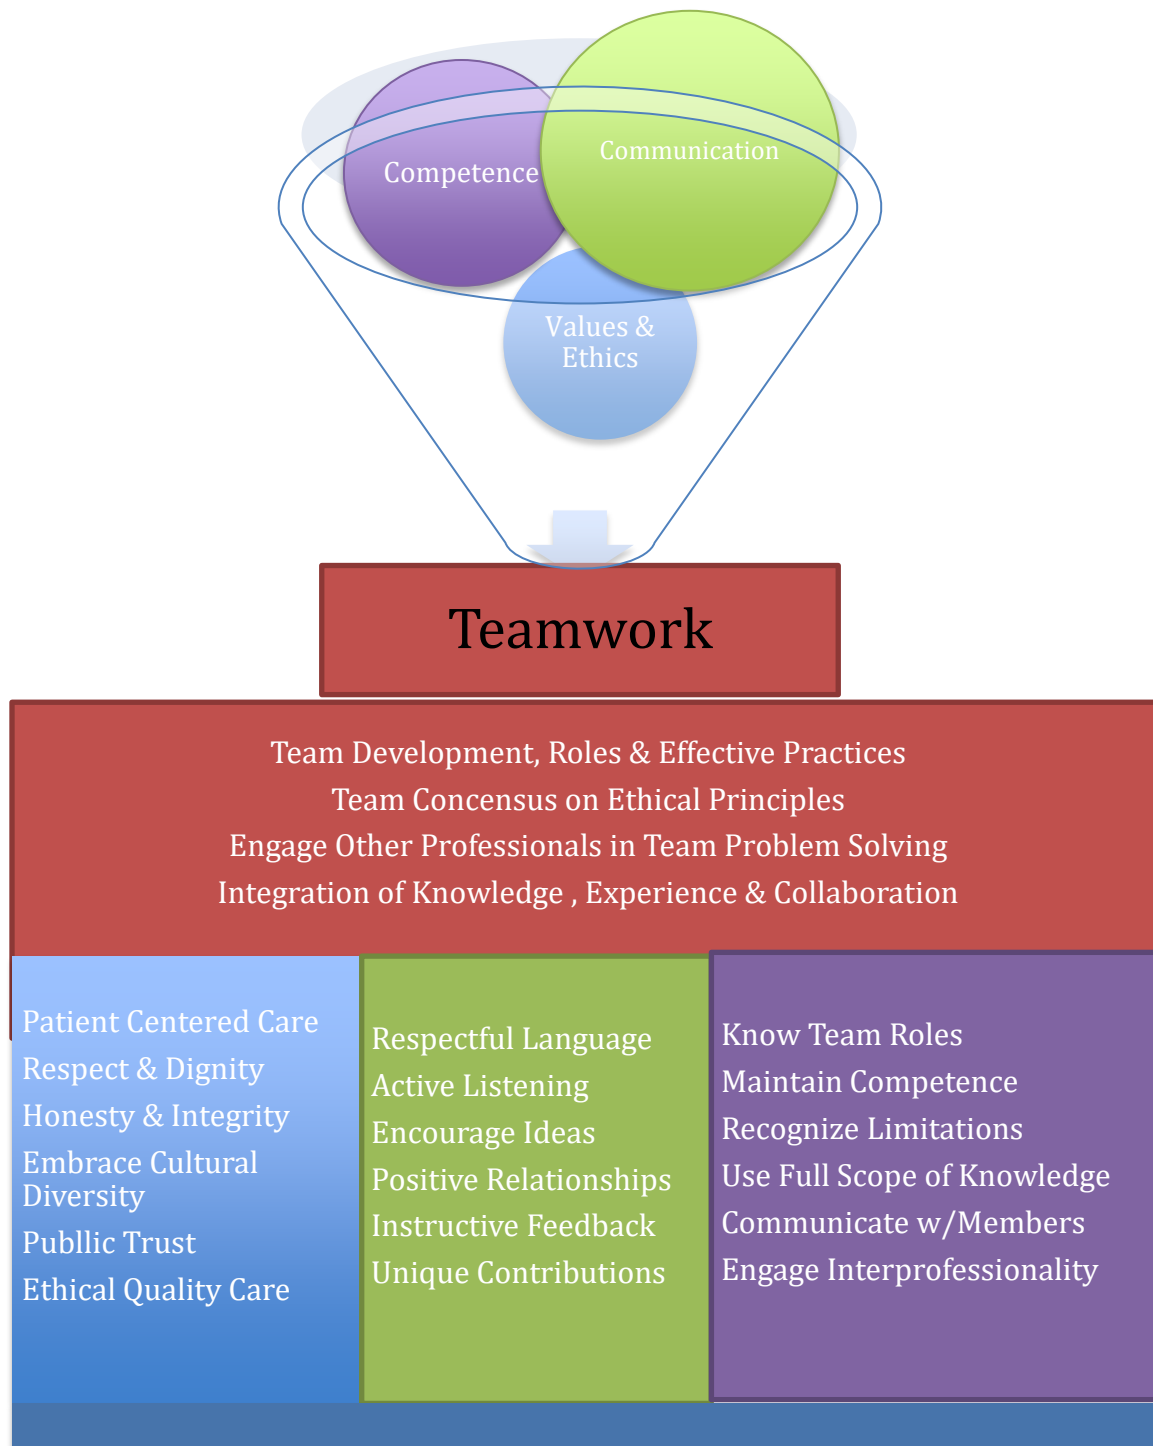 Competence
Communication
Values &
Ethics
Teamwork
Team Development, Roles & Effective Practices
Team Concensus on Ethical Principles
Engage Other Professionals in Team Problem Solving
Integration of Knowledge , Experience & Collaboration
Patient Centered Care
Respect & Dignity
Honesty & Integrity
Embrace Cultural
Diversity
Publlic Trust
Ethical Quality Care
Respectful Language
Active Listening
Encourage Ideas
Positive Relationships
Instructive Feedback
Unique Contributions
Know Team Roles
Maintain Competence
Recognize Limitations
Use Full Scope of Knowledge
Communicate w/Members
Engage Interprofessionality